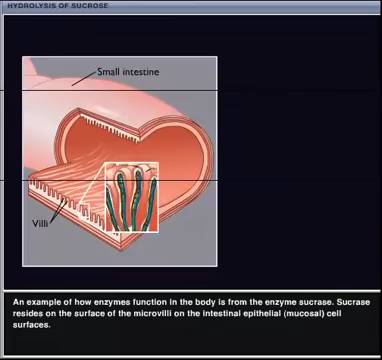 HYDROLYSIS OF SUCROSE
Small intestine
Villi
An example of how enzymes function in the body is from the enzyme sucrase. Sucrase
resides on the surface of the microvilli on the intestinal epithelial (mucosal) cell
surfaces.